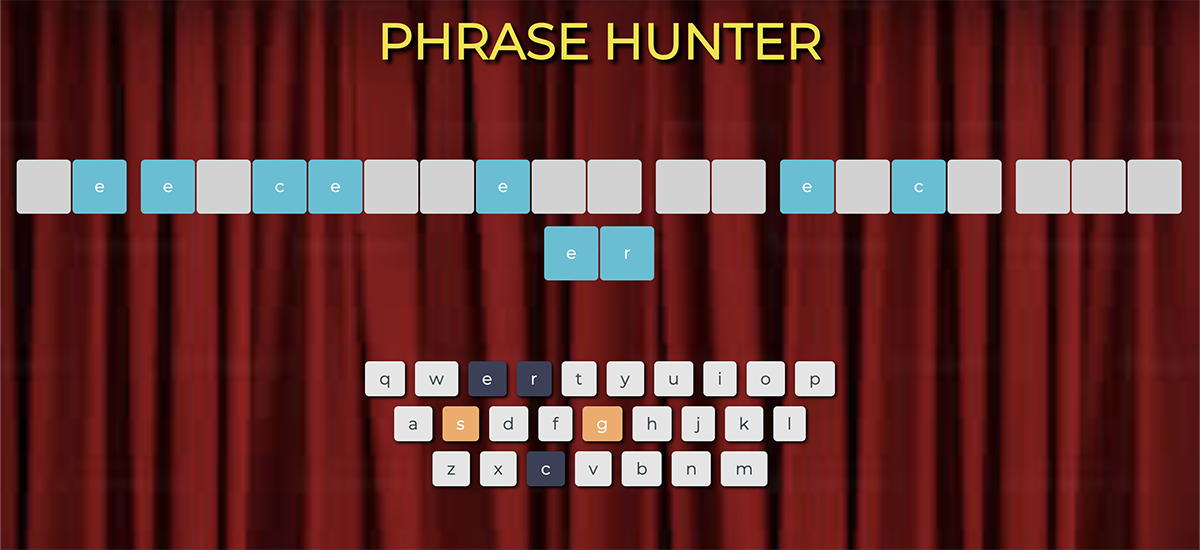 PHRASE HUNTER
e e c e e e c
e r
q w e r t y u i o p
a s d f g h j k l
z x c v b n m